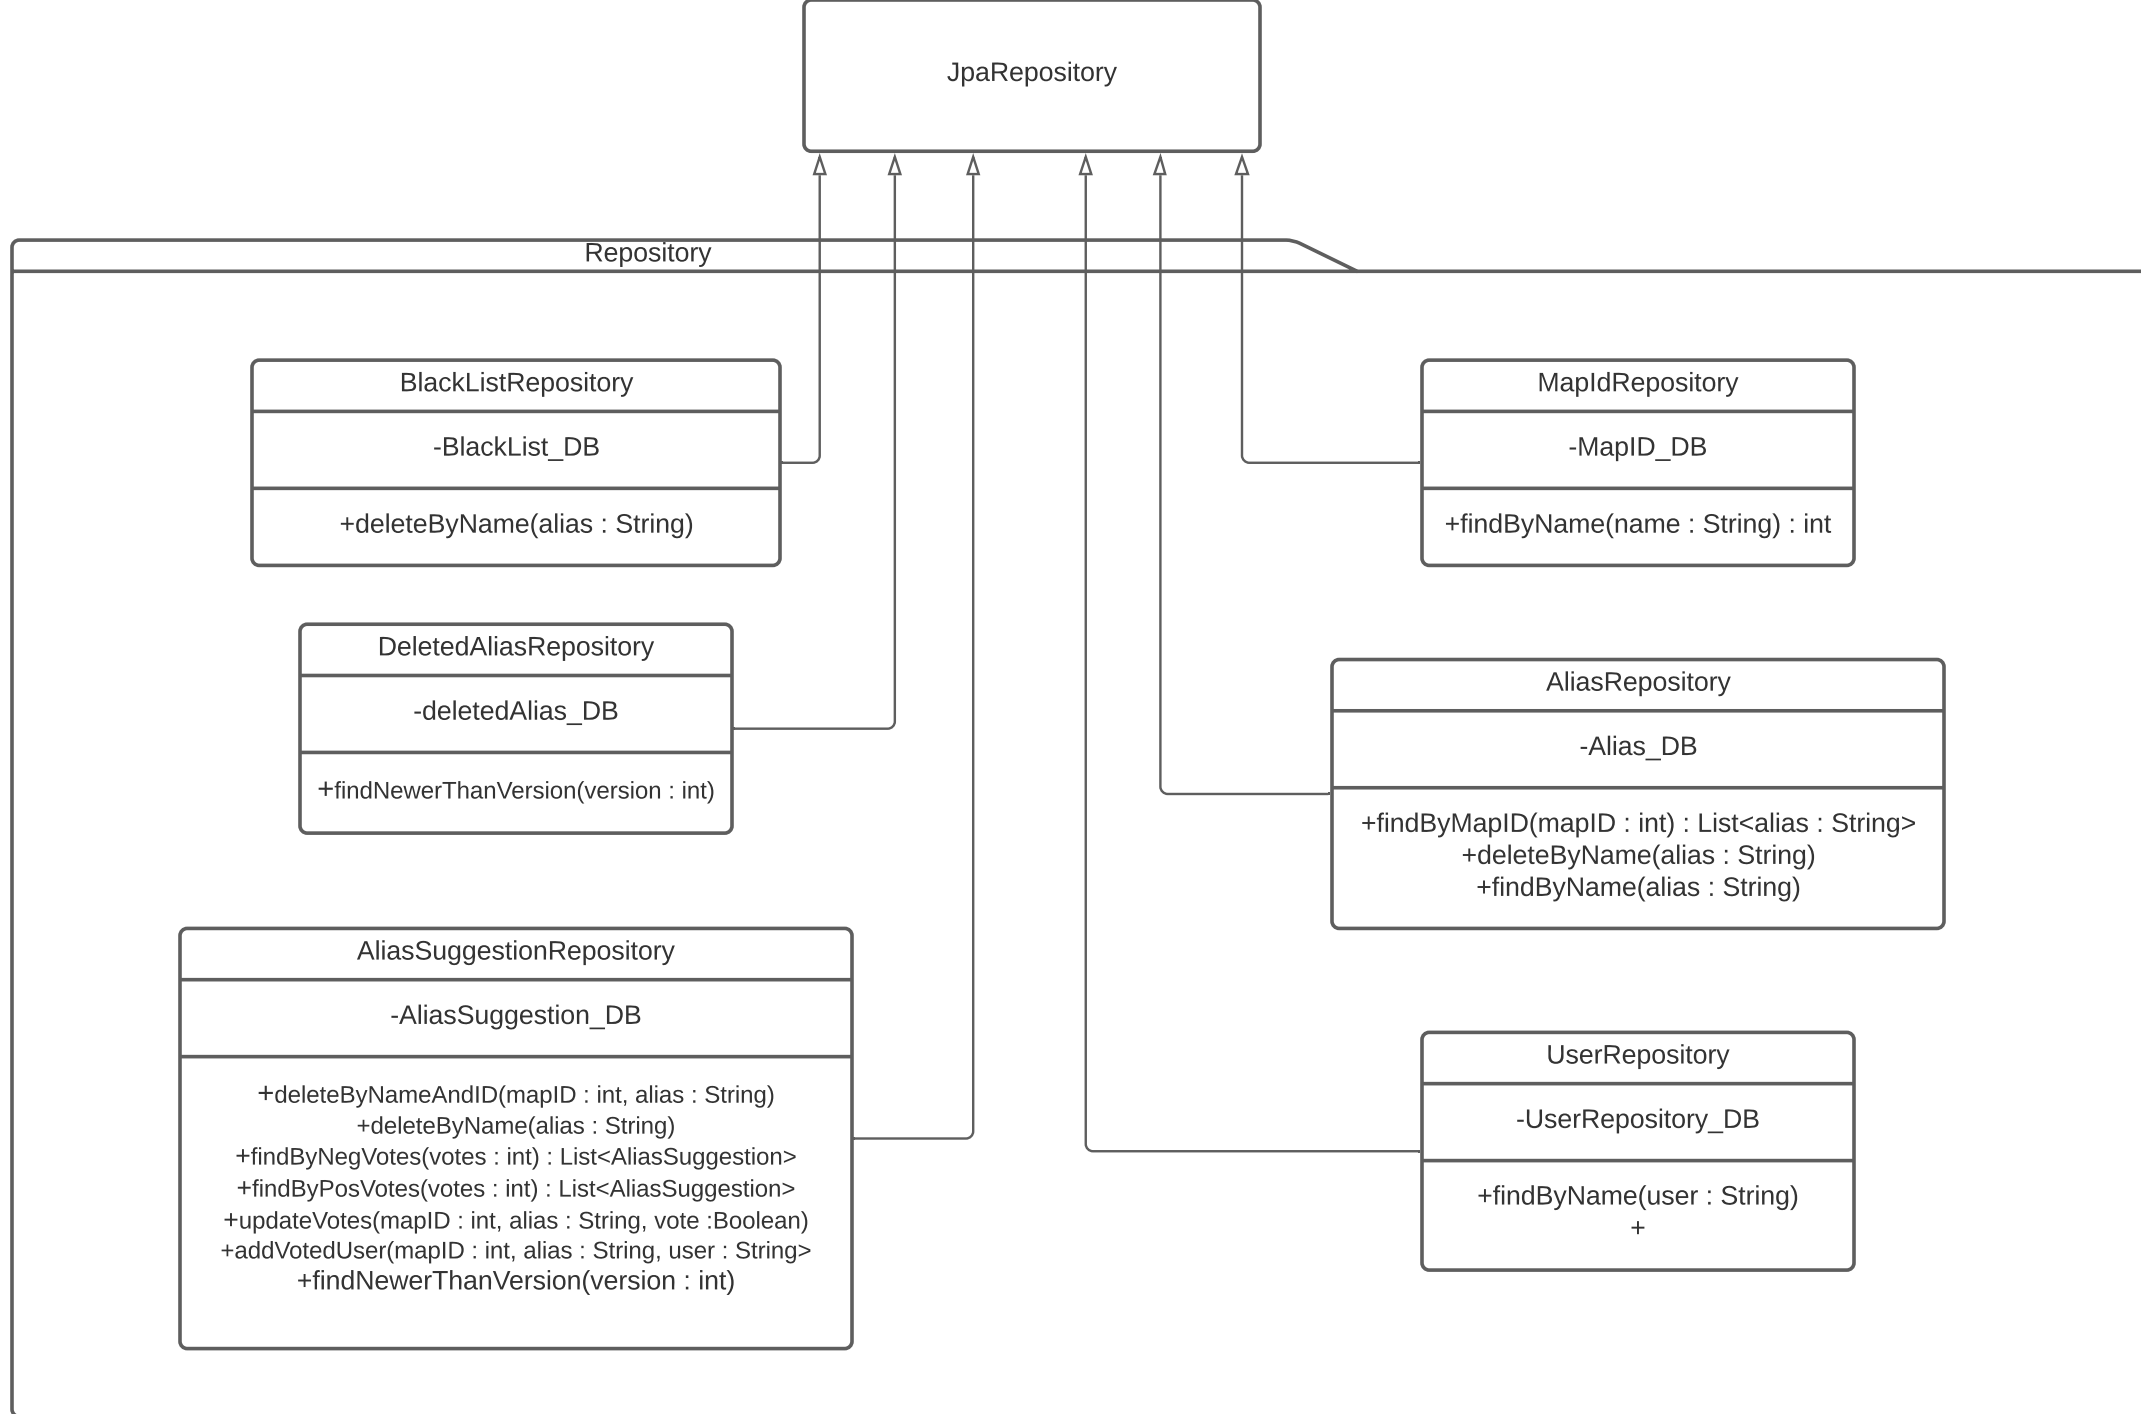 JpaRepository
Repository
BlackListRepository
-BlackList_DB
+deleteByName(alias : String)
DeletedAliasRepository
-deletedAlias_DB
+findNewerThanVersion(version : int)
AliasSuggestionRepository
-AliasSuggestion_DB
+deleteByNameAndID(mapID : int, alias : String)
+deleteByName(alias : String)
+findByNegVotes(votes : int) : List<AliasSuggestion>
+findByPosVotes(votes : int) : List<AliasSuggestion>
+updateVotes(mapID : int, alias : String, vote :Boolean)
+addVotedUser(mapID : int, alias : String, user : String>
+findNewerThanVersion(version : int)
MapIdRepository
-MapID_DB
+findByName(name : String) : int
AliasRepository
-Alias_DB
+findByMapID(mapID : int) : List<alias : String>
+deleteByName(alias : String)
+findByName(alias : String)
UserRepository
-UserRepository_DB
+findByName(user : String)
+